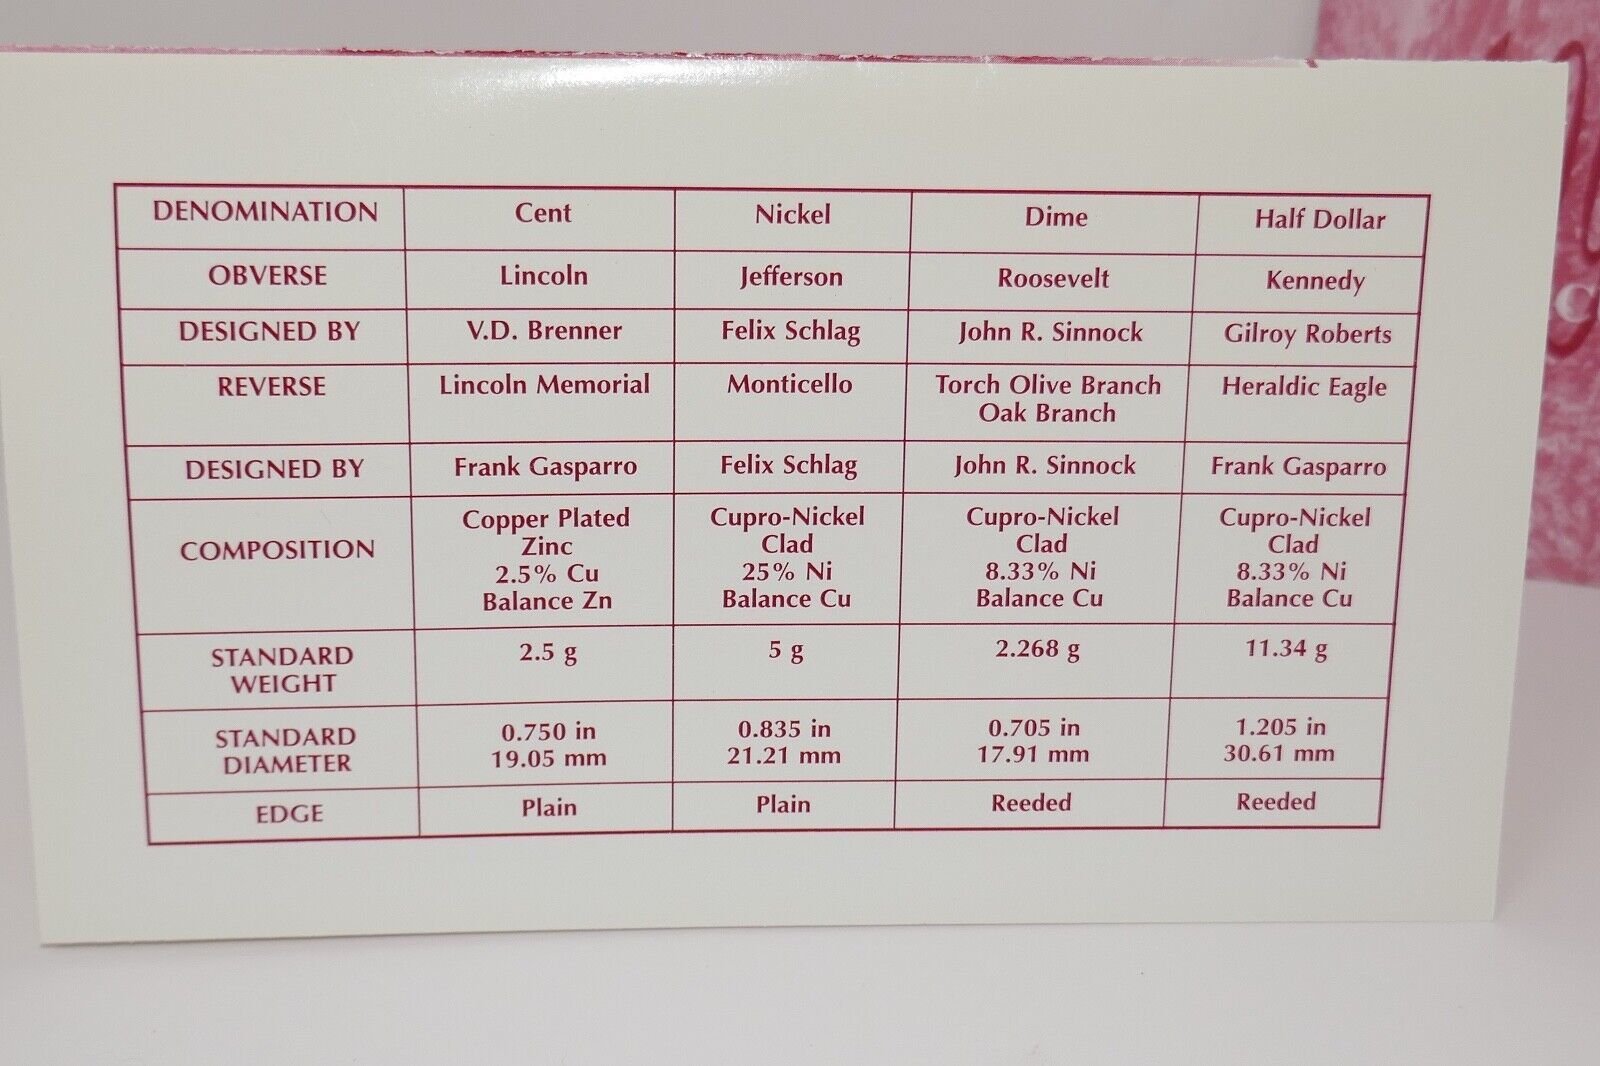 DENOMINATION Cent Nickel Dime Half Dollar
OBVERSE Lincoln Jefferson Roosevelt Kennedy
DESIGNED BY V.D. Brenner Felix Schlag John R. Sinnock Gilroy Roberts
REVERSE Lincoln Memorial Monticello Torch Olive Branch Heraldic Eagle
Oak Branch
DESIGNED BY Frank Gasparro Felix Schlag John R. Sinnock Frank Gasparro
Copper Plated Cupro-Nickel Cupro-Nickel Cupro-Nickel
COMPOSITION Zinc Clad Clad Clad
2.5% Cu 25% Ni 8.33% Ni 8.33% Ni
Balance Zn Balance Cu Balance Cu Balance Cu
STANDARD 2.5 g 5 g 2.268 g 11.34 g
WEIGHT
STANDARD 0.750 in 0.835 in 0.705 in 1.205 in
DIAMETER 19.05 mm 21.21 mm 17.91 mm 30.61 mm
EDGE Plain Plain Reeded Reeded